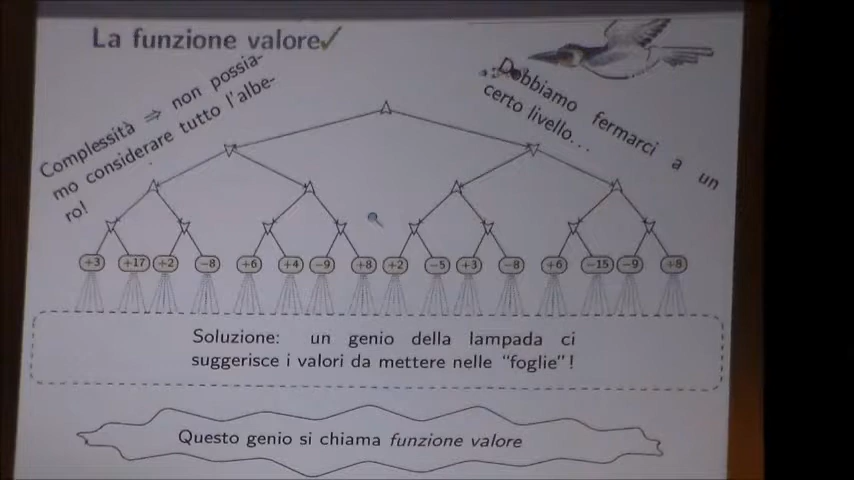 La funzione valore✓
Complessità ⇒ non possia-
mo considerare tutto l'albe-
ro!
Dobbiamo fermarci a un
certo livello...
+3 +17 +2 −8 +6 +4 −9 +8 +2 −5 +3 −8 +6 −15 −9 +8
Soluzione: un genio della lampada ci
suggerisce i valori da mettere nelle "foglie"!
Questo genio si chiama funzione valore